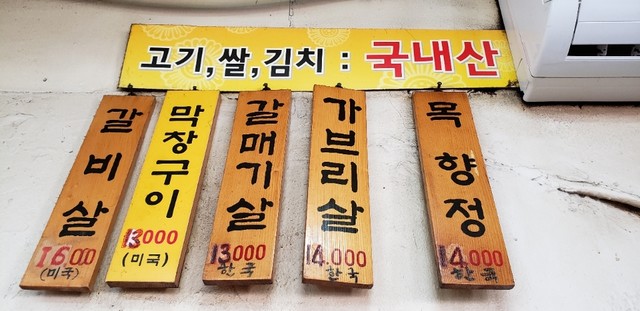 고기,쌀,김치 : 국내산
갈비살
16.000
(미국)
막창구이
13000
(미국)
갈매기살
13.000
한국
가브리살
14.000
한국
목향정
14.000
한국